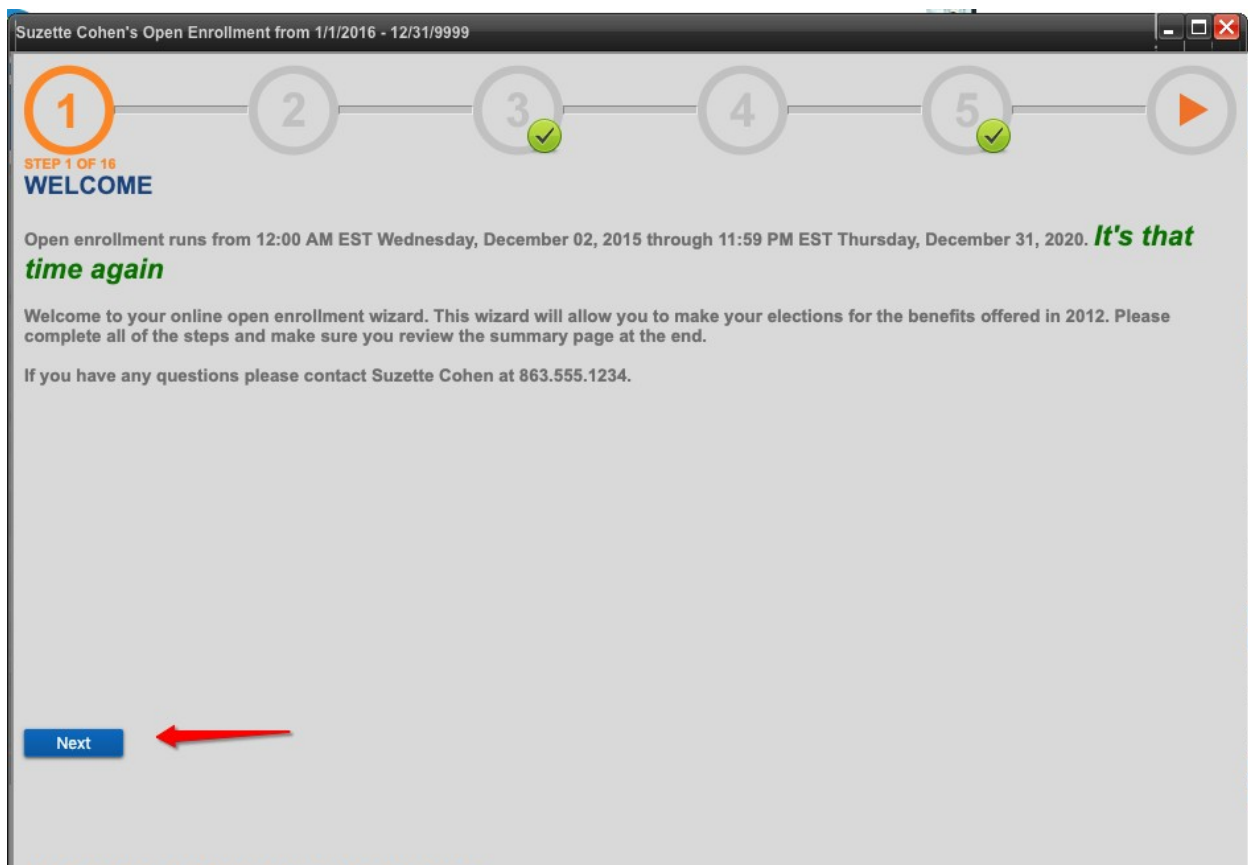 Suzette Cohen's Open Enrollment from 1/1/2016 - 12/31/9999
1 2 3 4 5
STEP 1 OF 16
WELCOME
Open enrollment runs from 12:00 AM EST Wednesday, December 02, 2015 through 11:59 PM EST Thursday, December 31, 2020. It's that
time again
Welcome to your online open enrollment wizard. This wizard will allow you to make your elections for the benefits offered in 2012. Please
complete all of the steps and make sure you review the summary page at the end.
If you have any questions please contact Suzette Cohen at 863.555.1234.
Next